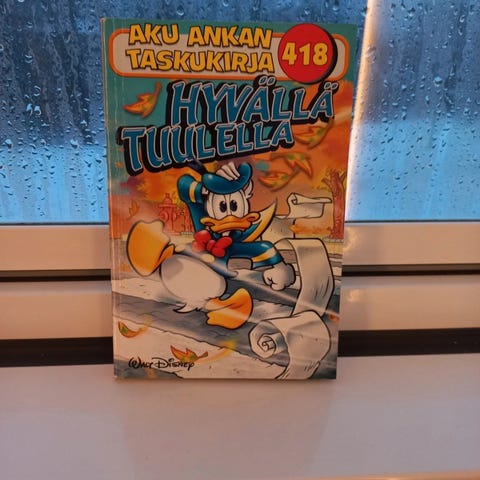 AKU ANKAN
TASKUKIRJA
418
HYVÄLLÄ
TUULELLA
Walt Disney